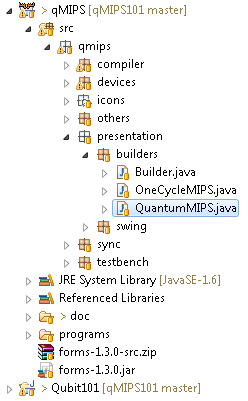 > qMIPS [qMIPS101 master]
src
qmips
compiler
devices
icons
others
presentation
builders
Builder.java
OneCycleMIPS.java
QuantumMIPS.java
swing
sync
testbench
JRE System Library [JavaSE-1.6]
Referenced Libraries
> doc
programs
forms-1.3.0-src.zip
forms-1.3.0.jar
> Qubit101 [qMIPS101 master]